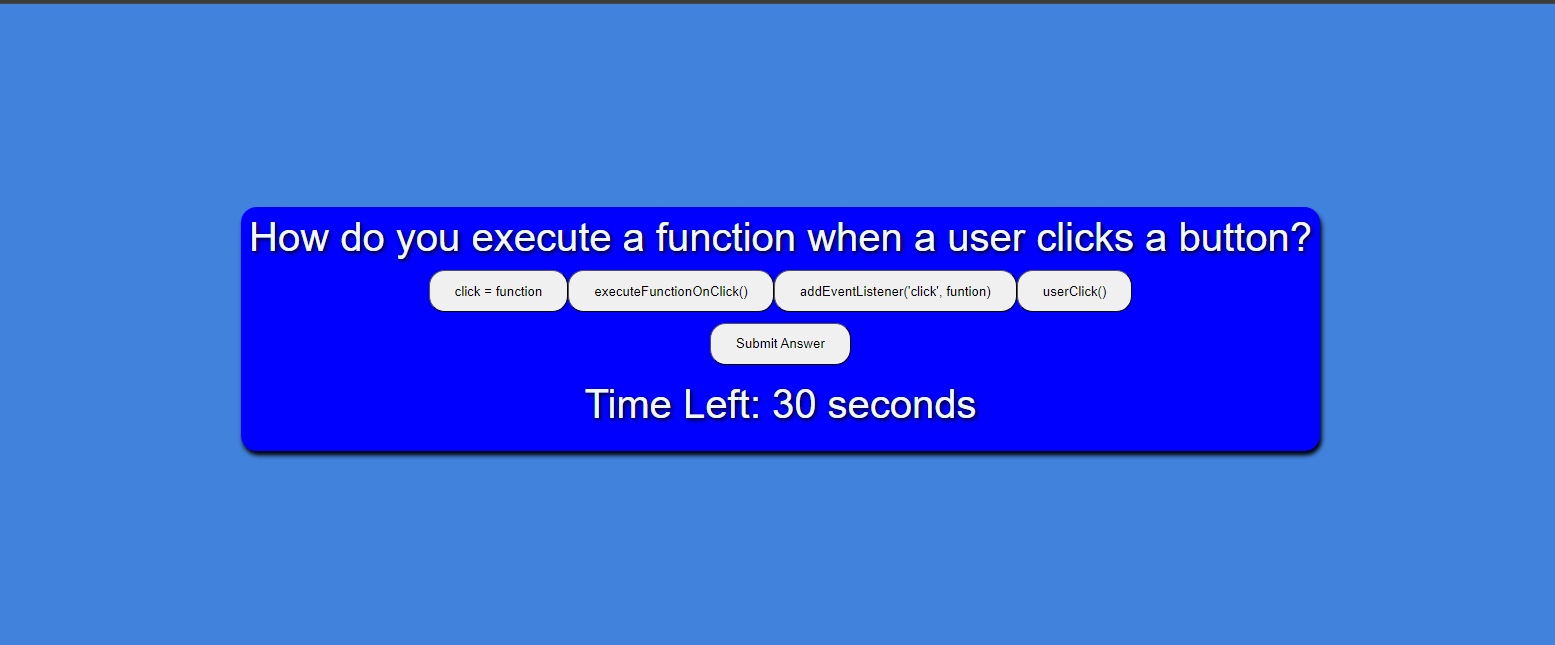 How do you execute a function when a user clicks a button?
click = function executeFunctionOnClick() addEventListener('click', funtion) userClick()
Submit Answer
Time Left: 30 seconds